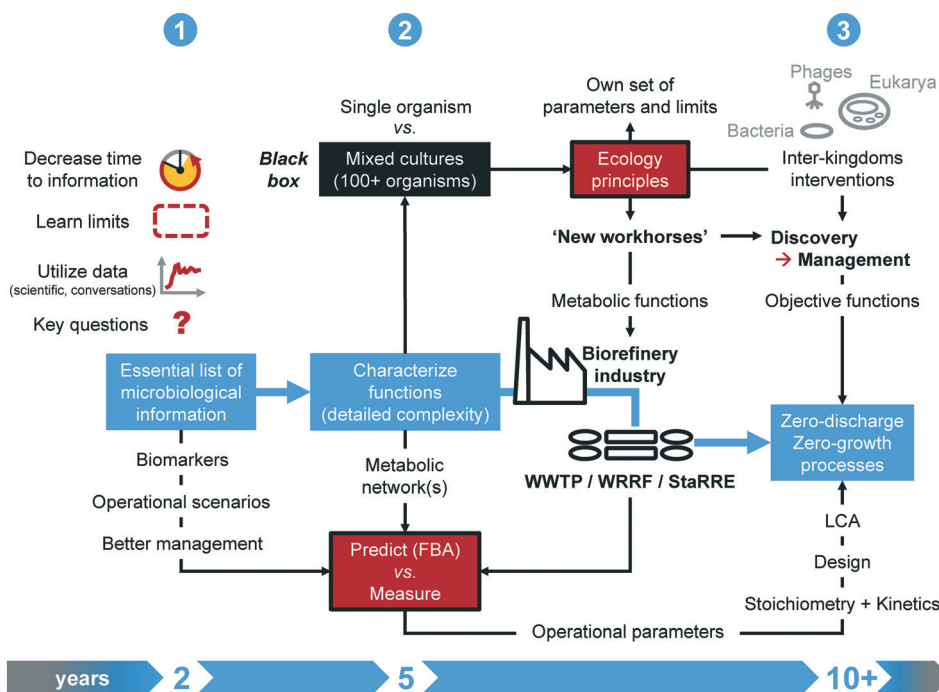 1
2
3
Decrease time
to information
Learn limits
Utilize data
(scientific, conversations)
Key questions
?
Essential list of
microbiological
information
Biomarkers
Operational scenarios
Better management
Single organism
vs.
Black
box
Mixed cultures
(100+ organisms)
Characterize
functions
(detailed complexity)
Metabolic
network(s)
Predict (FBA)
vs.
Measure
Own set of
parameters and limits
Ecology
principles
‘New workhorses’
Metabolic functions
Biorefinery
industry
WWTP / WRRF / StaRRE
Operational parameters
Phages
Eukarya
Bacteria
Inter-kingdoms
interventions
Discovery
→ Management
Objective functions
Zero-discharge
Zero-growth
processes
LCA
Design
Stoichiometry + Kinetics
years
2
5
10+